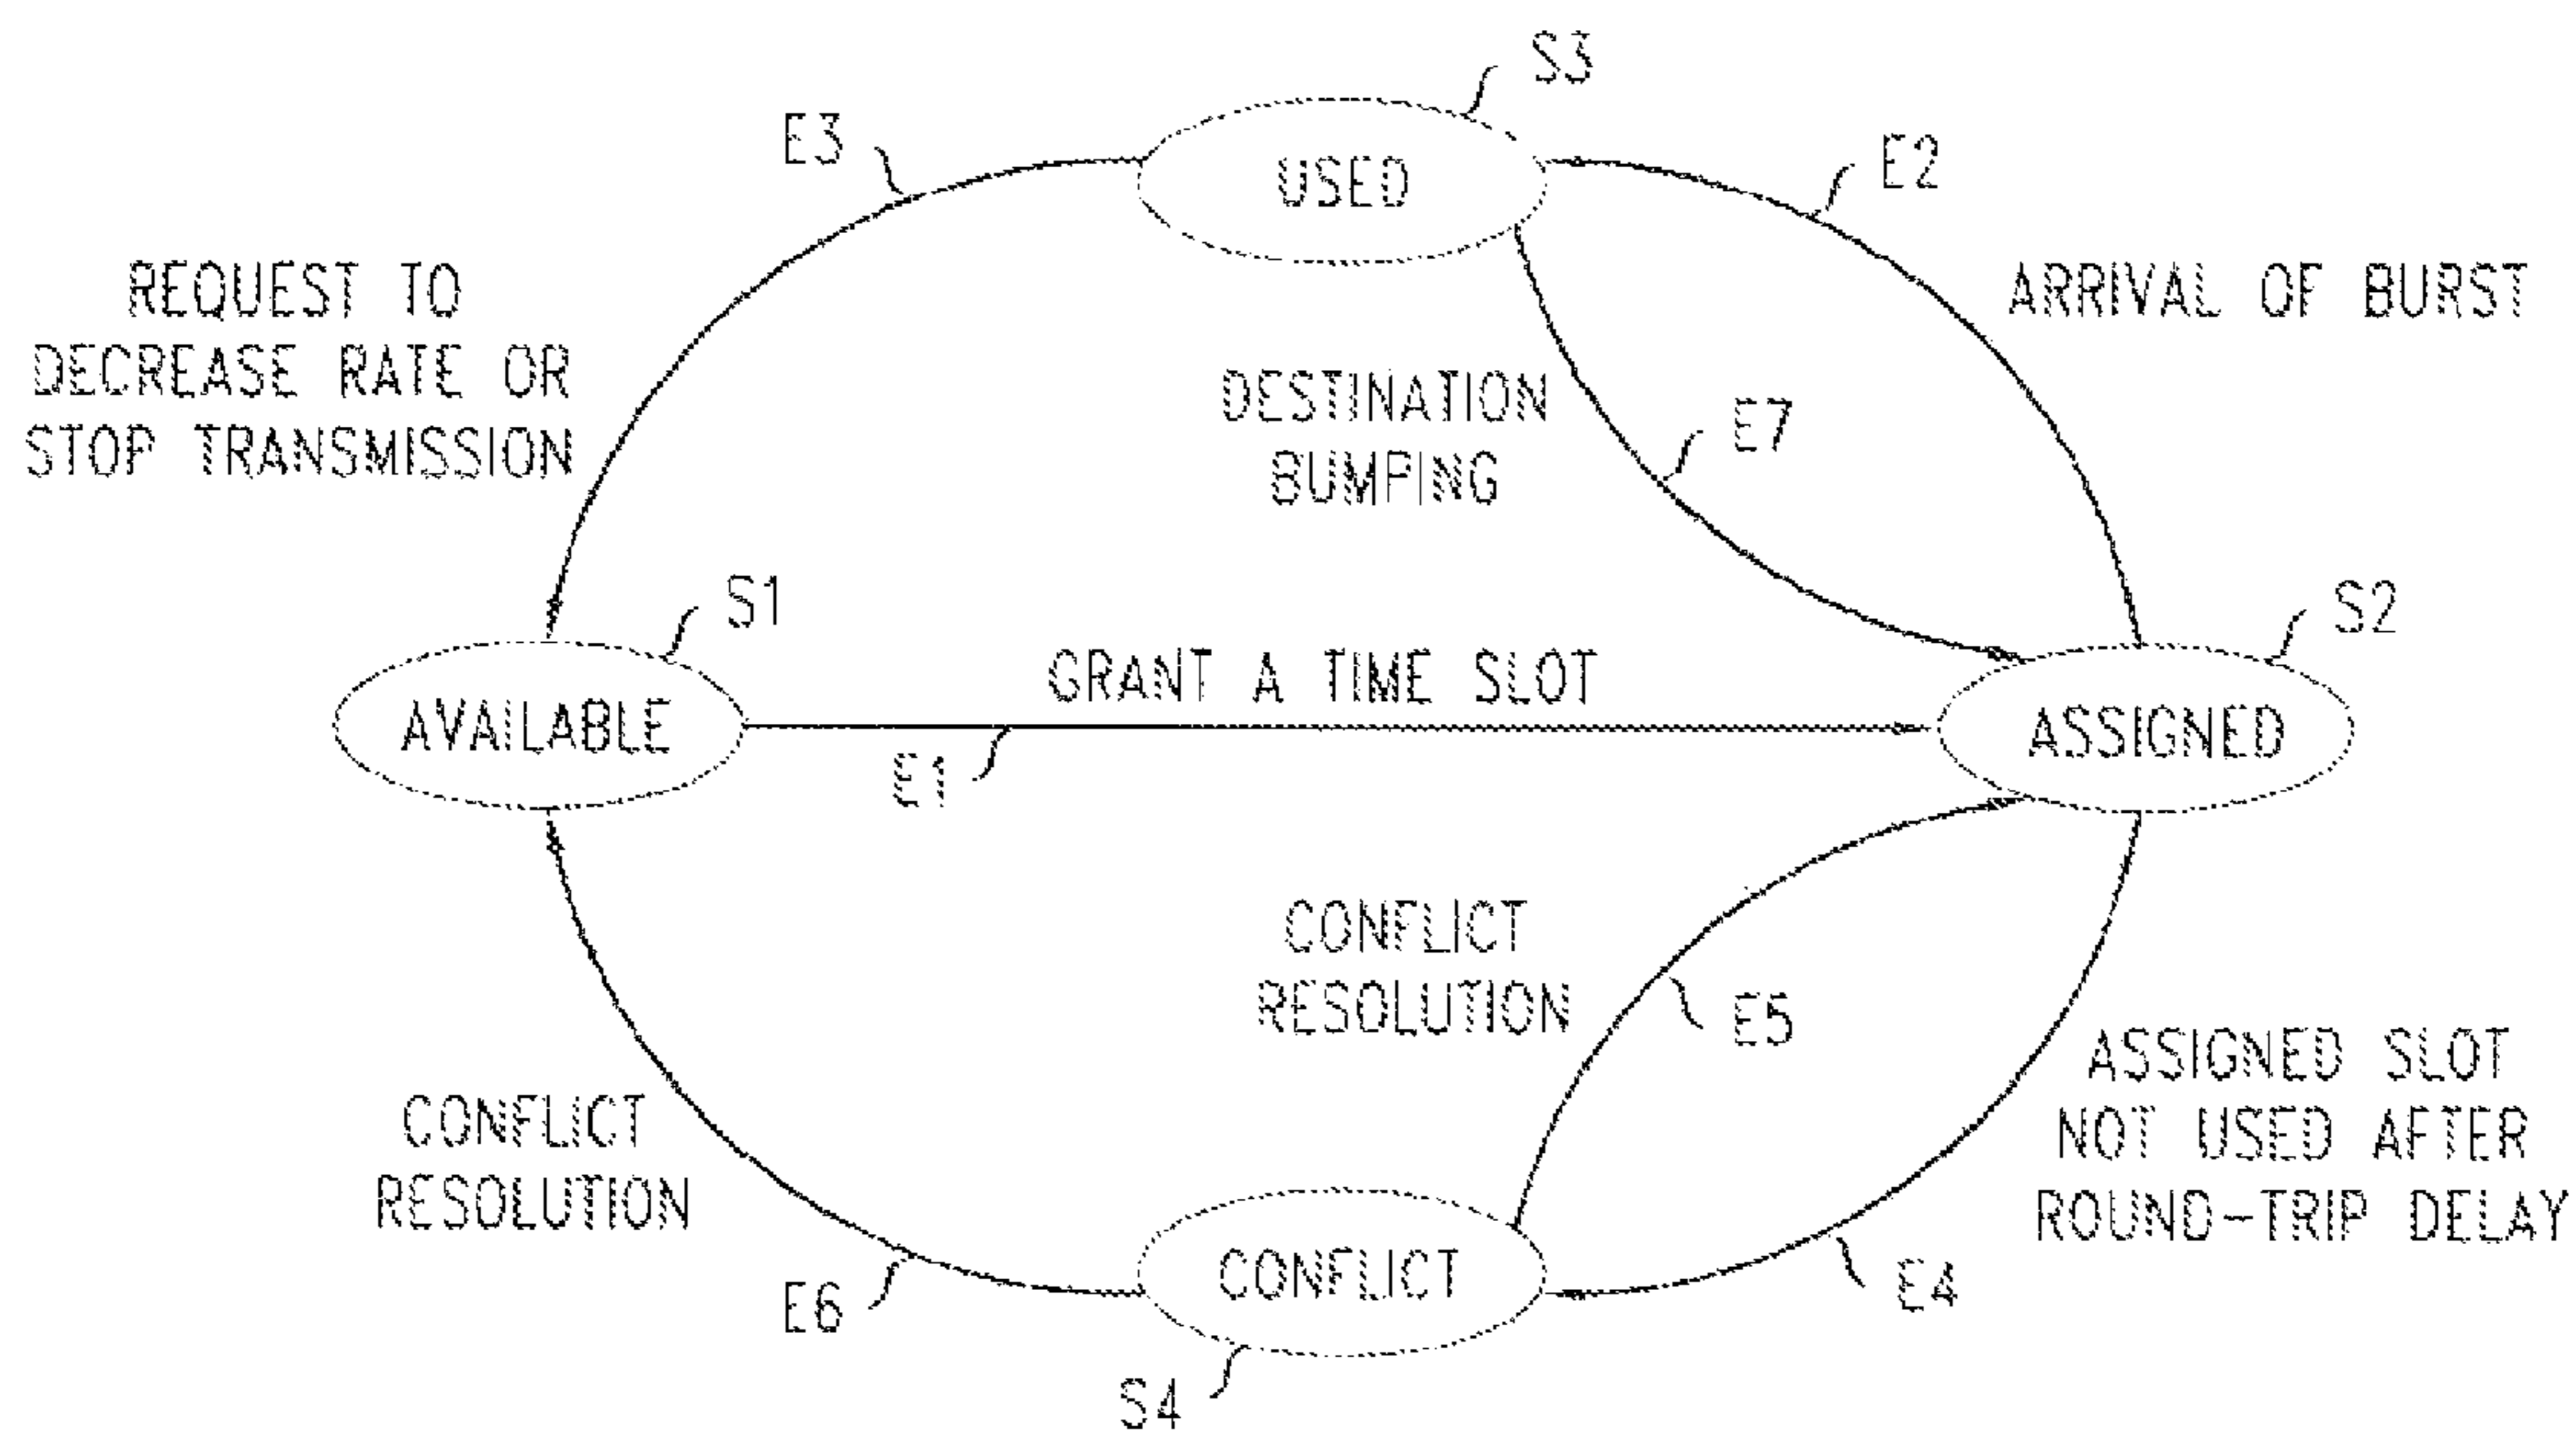 S3
E3
E2
USED
REQUEST TO
DECREASE RATE OR
STOP TRANSMISSION
ARRIVAL OF BURST
DESTINATION
BUMPING
E7
S1
S2
GRANT A TIME SLOT
AVAILABLE
ASSIGNED
E1
CONFLICT
RESOLUTION
E5
ASSIGNED SLOT
NOT USED AFTER
ROUND-TRIP DELAY
CONFLICT
RESOLUTION
CONFLICT
E6
E4
S4